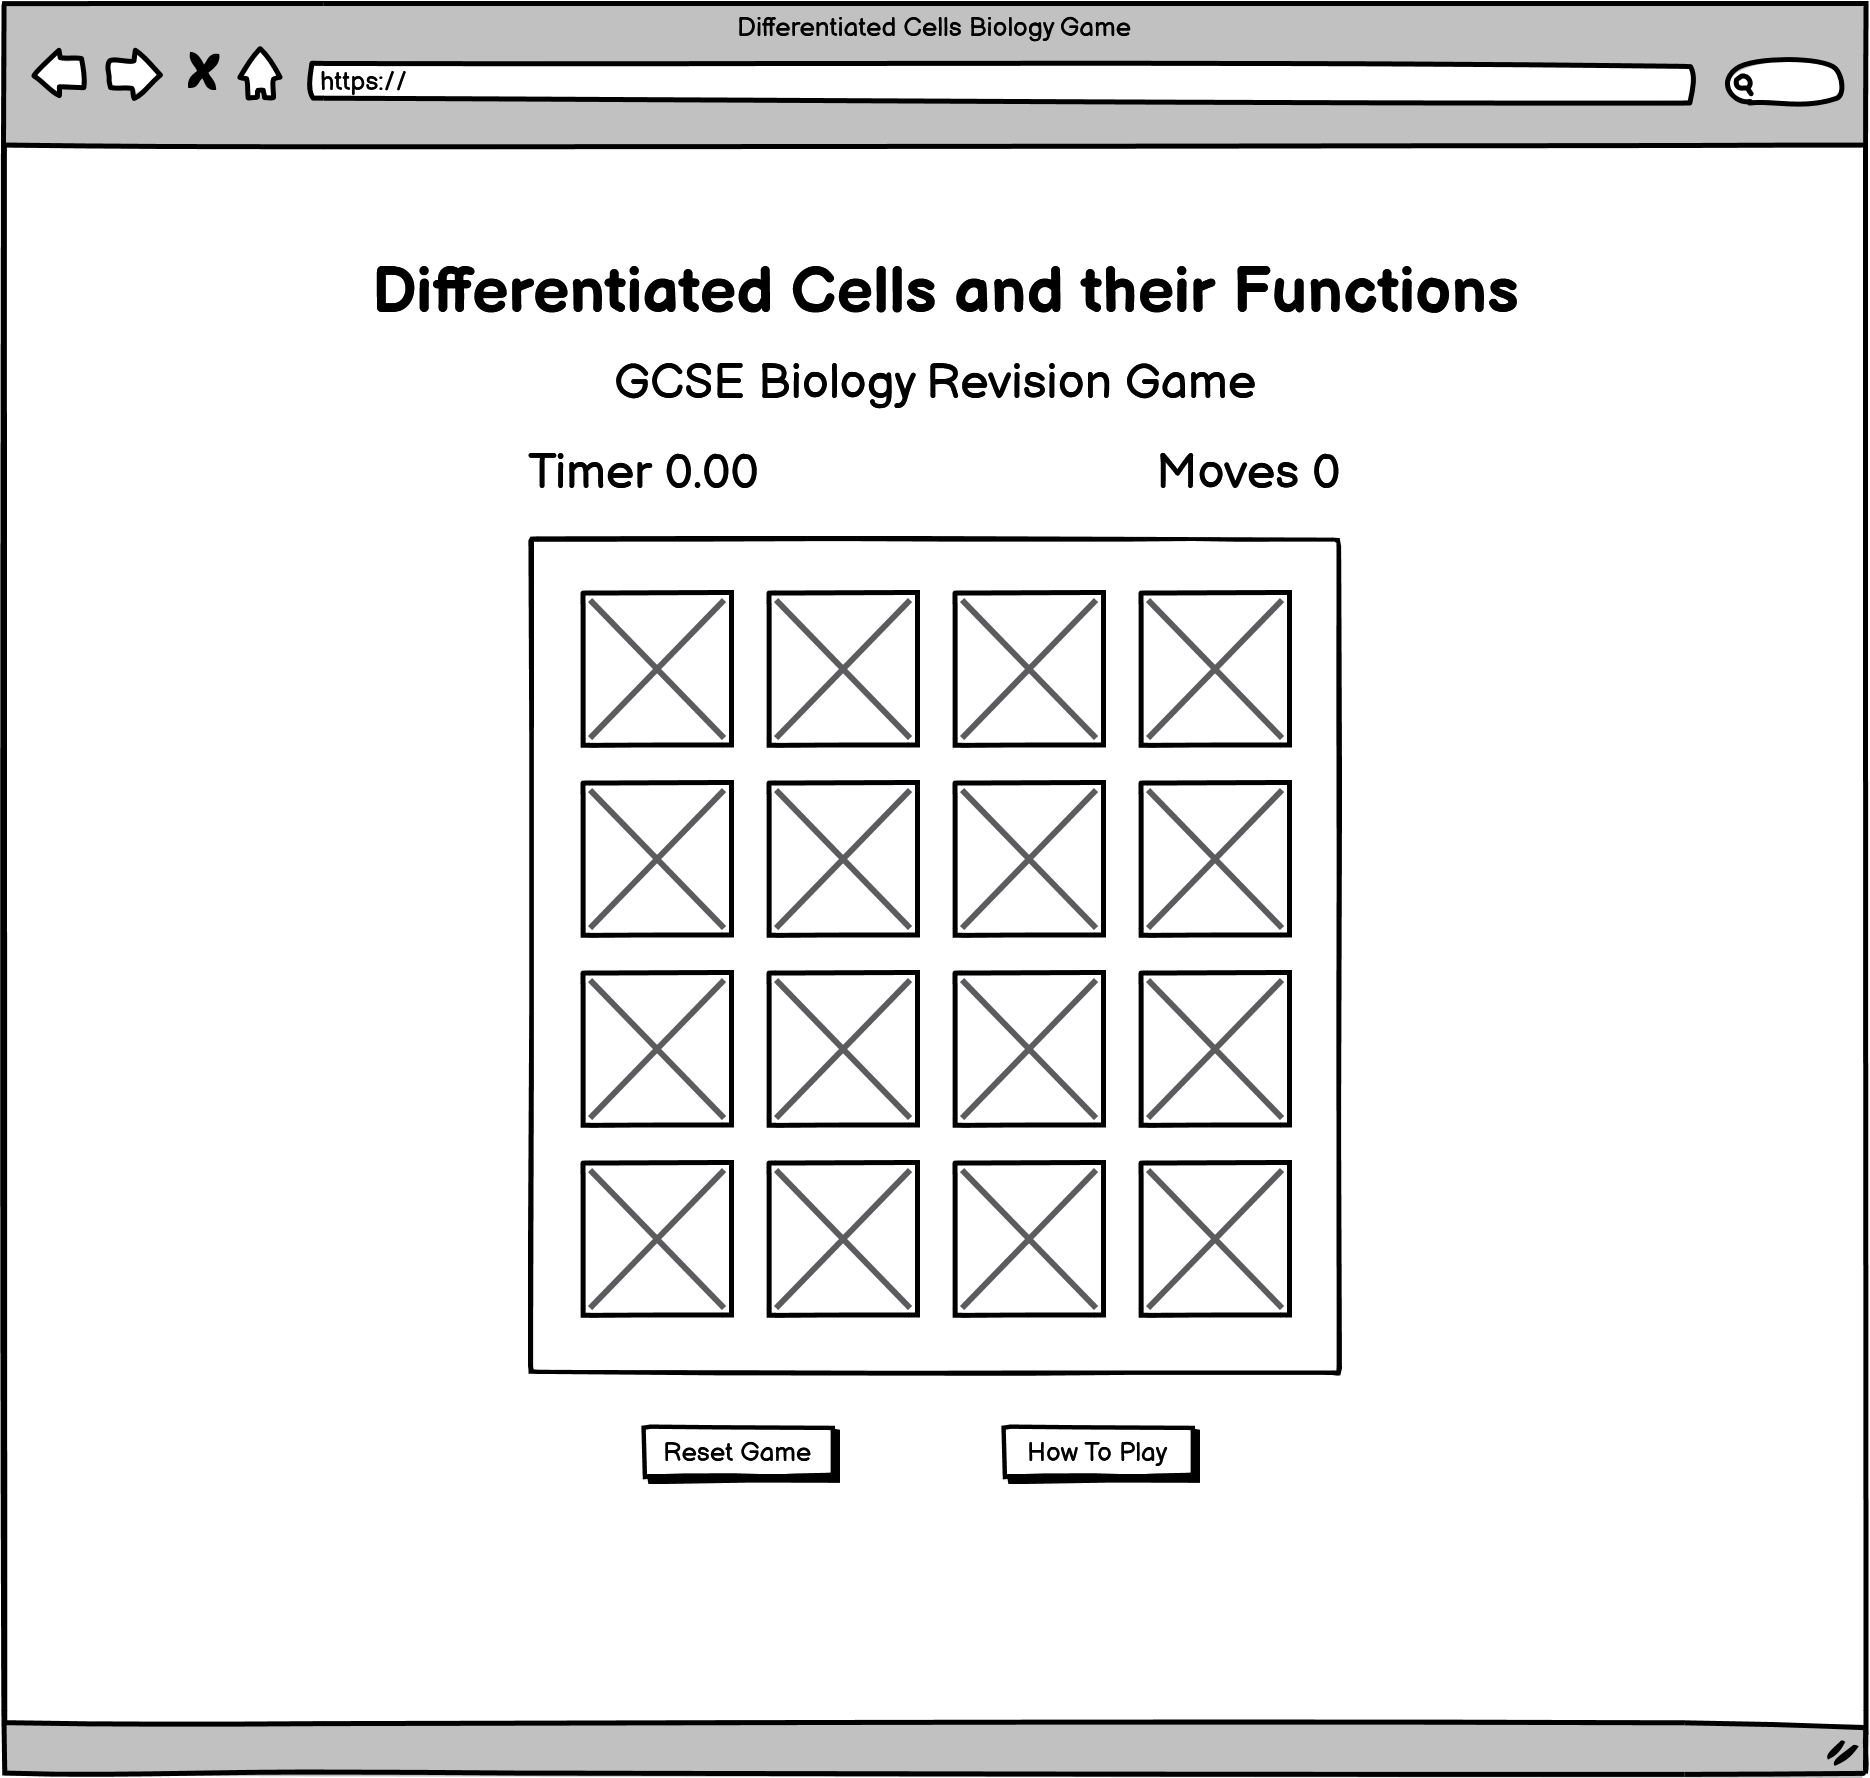 Differentiated Cells Biology Game
https://
Differentiated Cells and their Functions
GCSE Biology Revision Game
Timer 0.00
Moves 0
Reset Game
How To Play